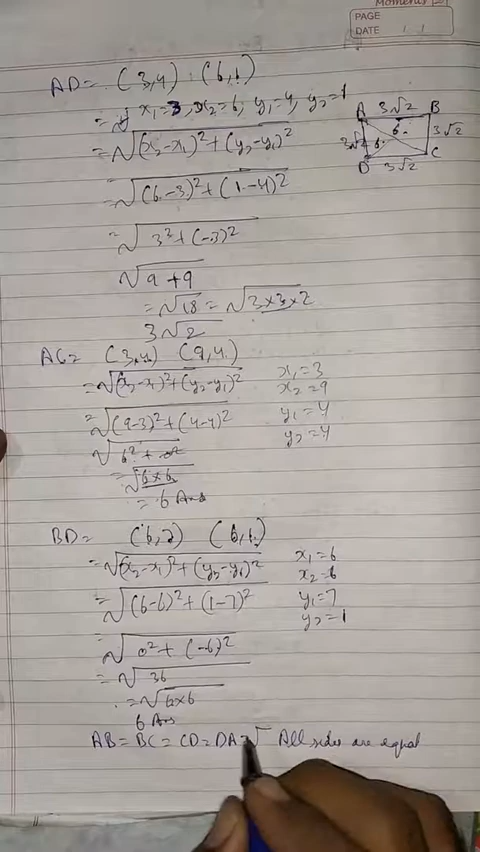 Moments
PAGE
DATE
AD = (3,4) (6,1)
= x₁=3, x₂=6, y₁=4, y₂=1
= √(x₂-x₁)²+(y₂-y₁)²
= √(6-3)²+(1-4)²
= √3³+(-3)²
√9+9
= √18 = √3×3×2
3√2
A 3√2 B
3√2 6 6 3√2
D 3√2 C
AC = (3,4) (9,4)
= √(x₂-x₁)²+(y₂-y₁)² x₁=3
x₂=9
= √(9-3)²+(4-4)² y₁=4
y₂=4
√6²+0²
= √6×6
= 6 Ans
BD = (6,7) (6,1)
= √(x₂-x₁)²+(y₂-y₁)² x₁=6
x₂=6
= √(6-6)²+(1-7)² y₁=7
y₂=1
= √0²+(-6)²
= √36
= √6×6
6 Ans
AB = BC = CD = DA = √ All sides are equal